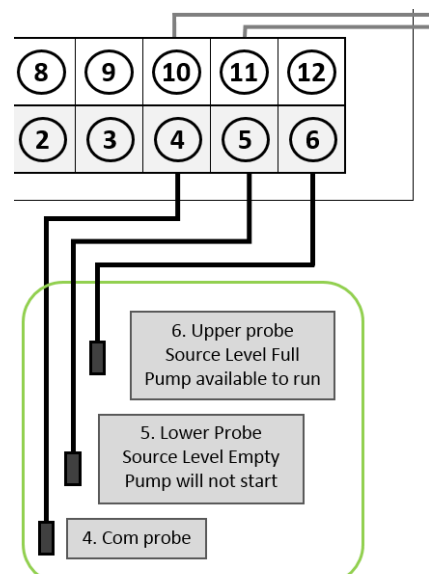 8 9 10 11 12
2 3 4 5 6
6. Upper probe
Source Level Full
Pump available to run
5. Lower Probe
Source Level Empty
Pump will not start
4. Com probe